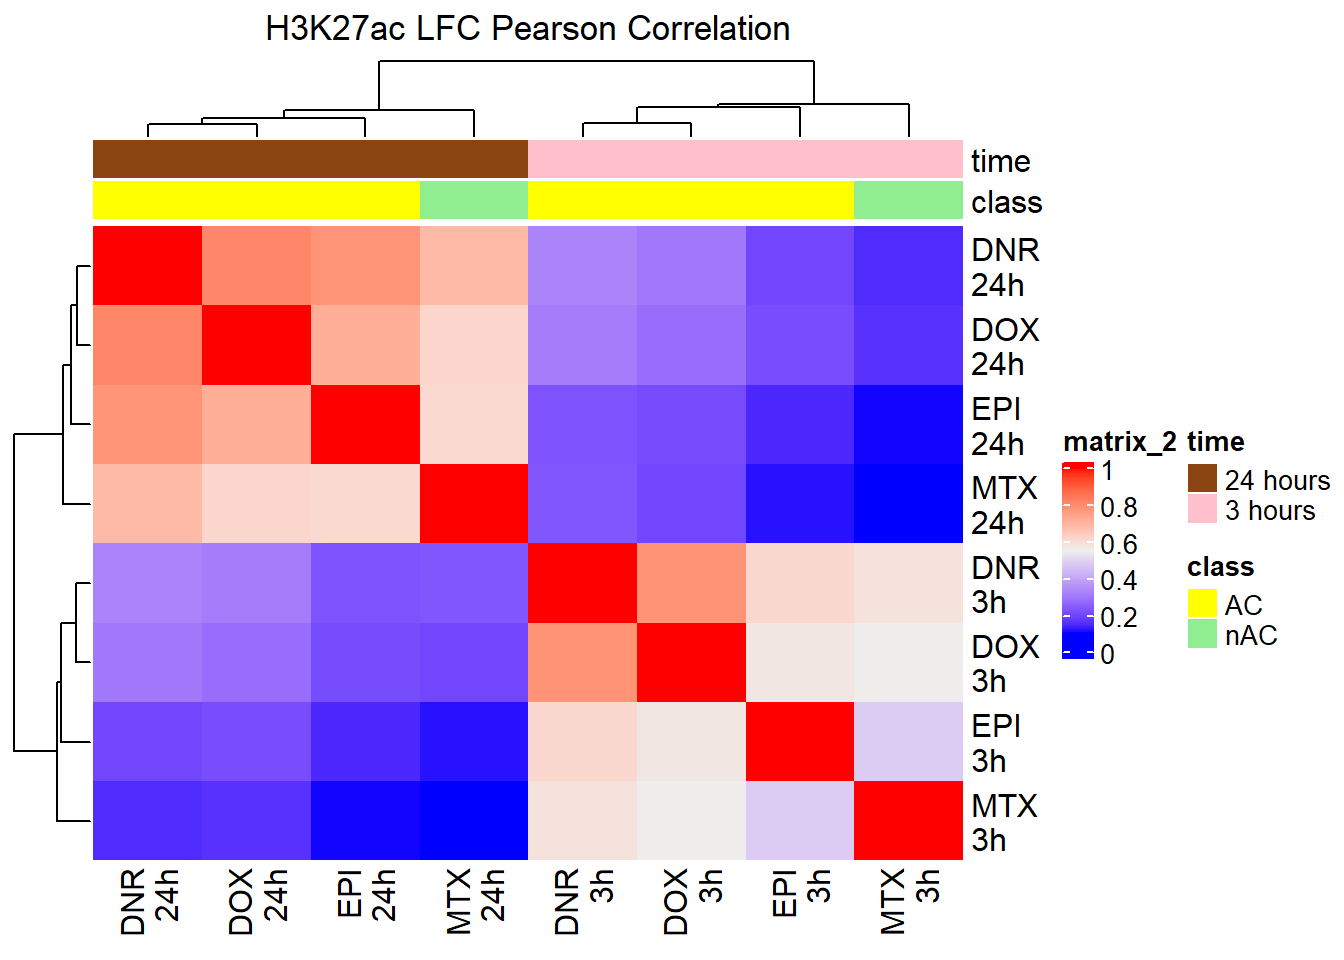 H3K27ac LFC Pearson Correlation
time
class
DNR
24h
DOX
24h
EPI
24h
MTX
24h
DNR
3h
DOX
3h
EPI
3h
MTX
3h
DNR
24h
DOX
24h
EPI
24h
MTX
24h
DNR
3h
DOX
3h
EPI
3h
MTX
3h
matrix_2
1
0.8
0.6
0.4
0.2
0
time
24 hours
3 hours
class
AC
nAC